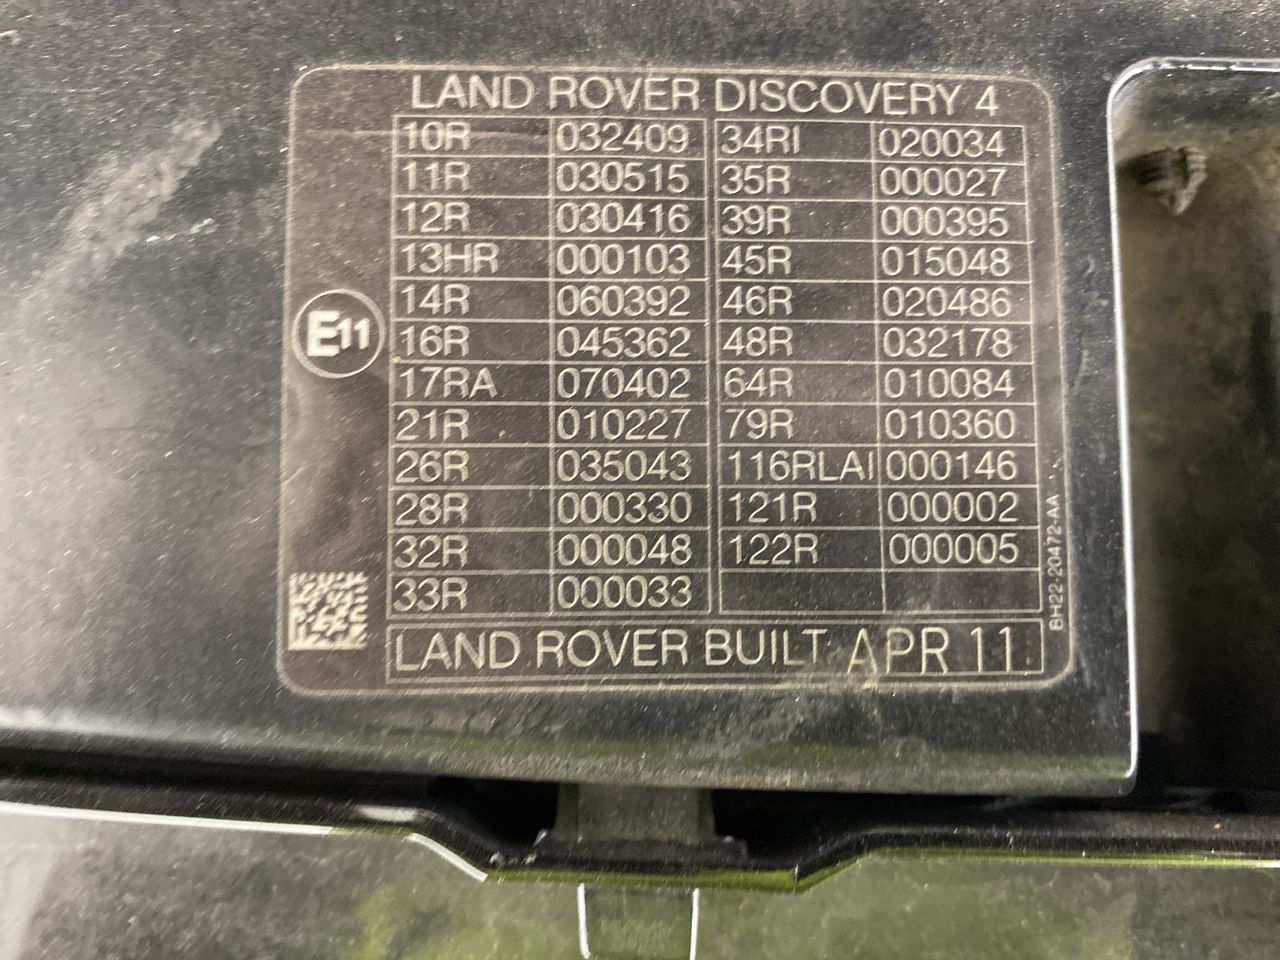 LAND ROVER DISCOVERY 4
10R 032409 34RI 020034
11R 030515 35R 000027
12R 030416 39R 000395
13HR 000103 45R 015048
14R 060392 46R 020486
16R 045362 48R 032178
17RA 070402 64R 010084
21R 010227 79R 010360
26R 035043 116RLAI 000146
28R 000330 121R 000002
32R 000048 122R 000005
33R 000033
E11
LAND ROVER BUILT APR 11
BH22-20472-AA